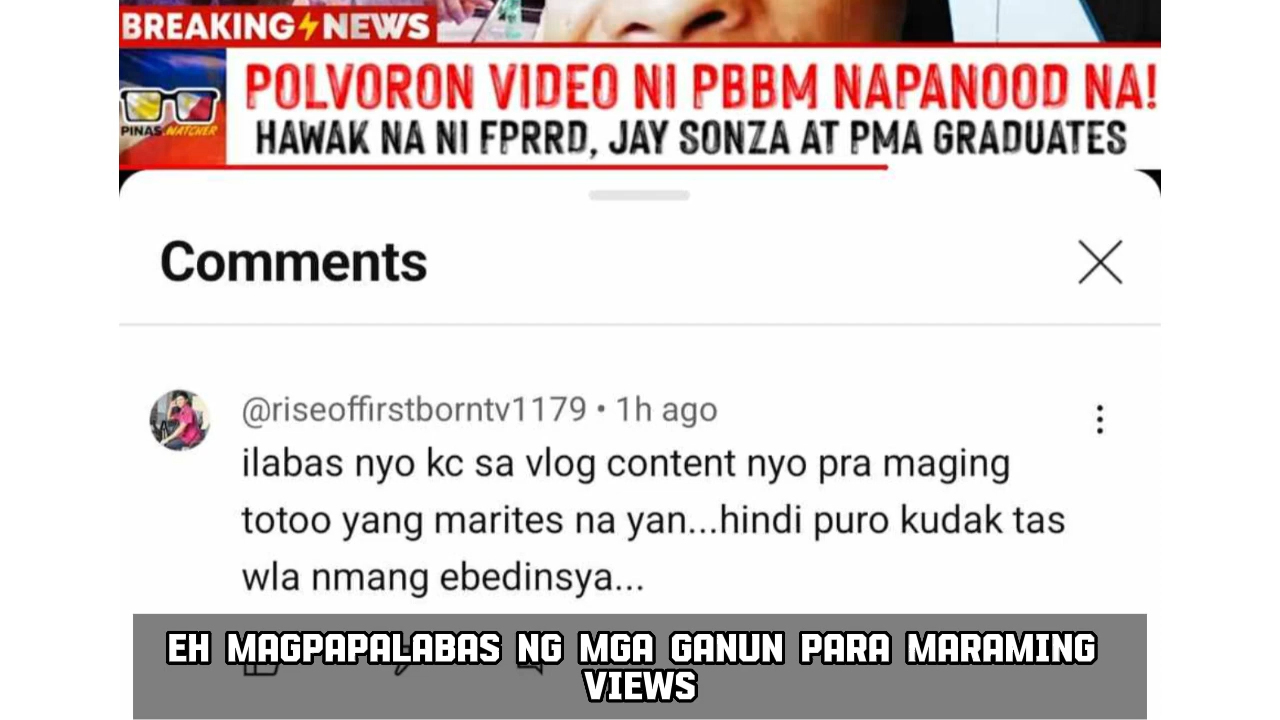 BREAKING NEWS
POLVORON VIDEO NI PBBM NAPANOOD NA!
PINAS WATCHER
HAWAK NA NI FPRRD, JAY SONZA AT PMA GRADUATES
Comments
@riseoffirstborntv1179 • 1h ago
ilabas nyo kc sa vlog content nyo pra maging
totoo yang marites na yan...hindi puro kudak tas
wla nmang ebedinsya...
EH MAGPAPALABAS NG MGA GANUN PARA MARAMING
VIEWS